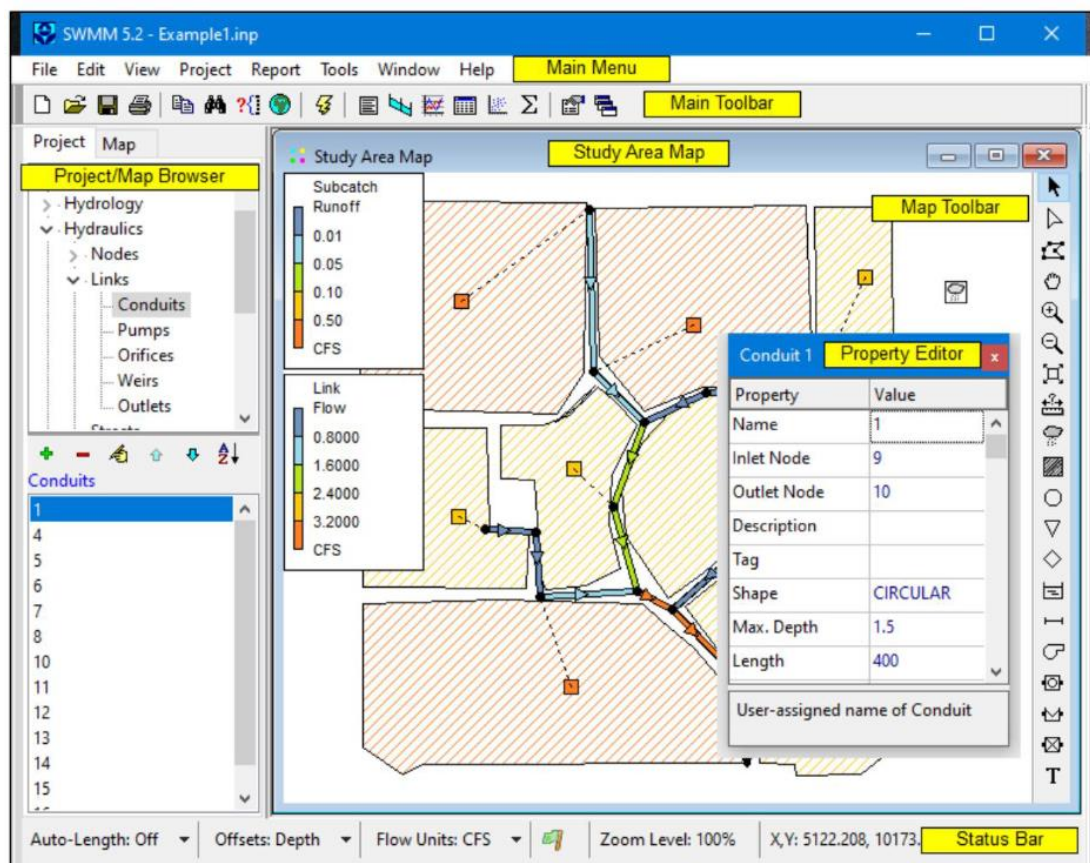 SWMM 5.2 - Example1.inp
File Edit View Project Report Tools Window Help Main Menu
Main Toolbar
Project Map
Project/Map Browser
Hydrology
Hydraulics
Nodes
Links
Conduits
Pumps
Orifices
Weirs
Outlets
Conduits
1
4
5
6
7
8
10
11
12
13
14
15
Study Area Map Study Area Map
Map Toolbar
Subcatch
Runoff
0.01
0.05
0.10
0.50
CFS
Link
Flow
0.8000
1.6000
2.4000
3.2000
CFS
Conduit 1 Property Editor x
Property Value
Name 1
Inlet Node 9
Outlet Node 10
Description
Tag
Shape CIRCULAR
Max. Depth 1.5
Length 400
User-assigned name of Conduit
T
Auto-Length: Off Offsets: Depth Flow Units: CFS Zoom Level: 100% X,Y: 5122.208, 10173. Status Bar